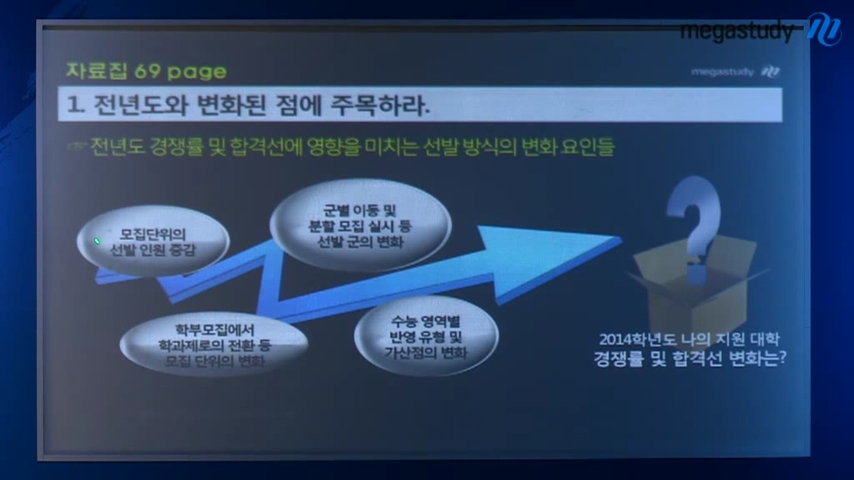 megastudy
자료집 69 page
megastudy
1. 전년도와 변화된 점에 주목하라.
☞ 전년도 경쟁률 및 합격선에 영향을 미치는 선발 방식의 변화 요인들
모집단위의
선발 인원 증감
군별 이동 및
분할 모집 실시 등
선발 군의 변화
학부모집에서
학과제로의 전환 등
모집 단위의 변화
수능 영역별
반영 유형 및
가산점의 변화
?
2014학년도 나의 지원 대학
경쟁률 및 합격선 변화는?